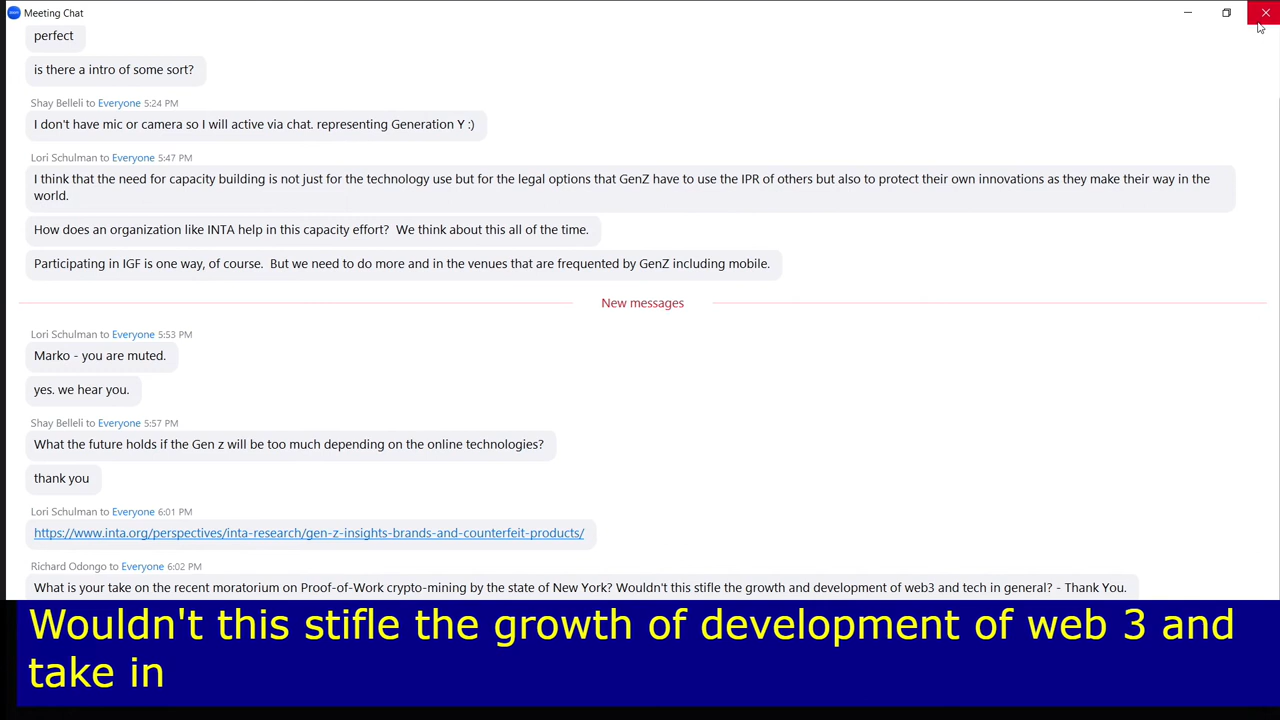 Meeting Chat
perfect
is there a intro of some sort?
Shay Belleli to Everyone 5:24 PM
I don't have mic or camera so I will active via chat. representing Generation Y :)
Lori Schulman to Everyone 5:47 PM
I think that the need for capacity building is not just for the technology use but for the legal options that GenZ have to use the IPR of others but also to protect their own innovations as they make their way in the
world.
How does an organization like INTA help in this capacity effort?  We think about this all of the time.
Participating in IGF is one way, of course.  But we need to do more and in the venues that are frequented by GenZ including mobile.
New messages
Lori Schulman to Everyone 5:53 PM
Marko - you are muted.
yes. we hear you.
Shay Belleli to Everyone 5:57 PM
What the future holds if the Gen z will be too much depending on the online technologies?
thank you
Lori Schulman to Everyone 6:01 PM
https://www.inta.org/perspectives/inta-research/gen-z-insights-brands-and-counterfeit-products/
Richard Odongo to Everyone 6:02 PM
What is your take on the recent moratorium on Proof-of-Work crypto-mining by the state of New York? Wouldn't this stifle the growth and development of web3 and tech in general? - Thank You.
Wouldn't this stifle the growth of development of web 3 and
take in